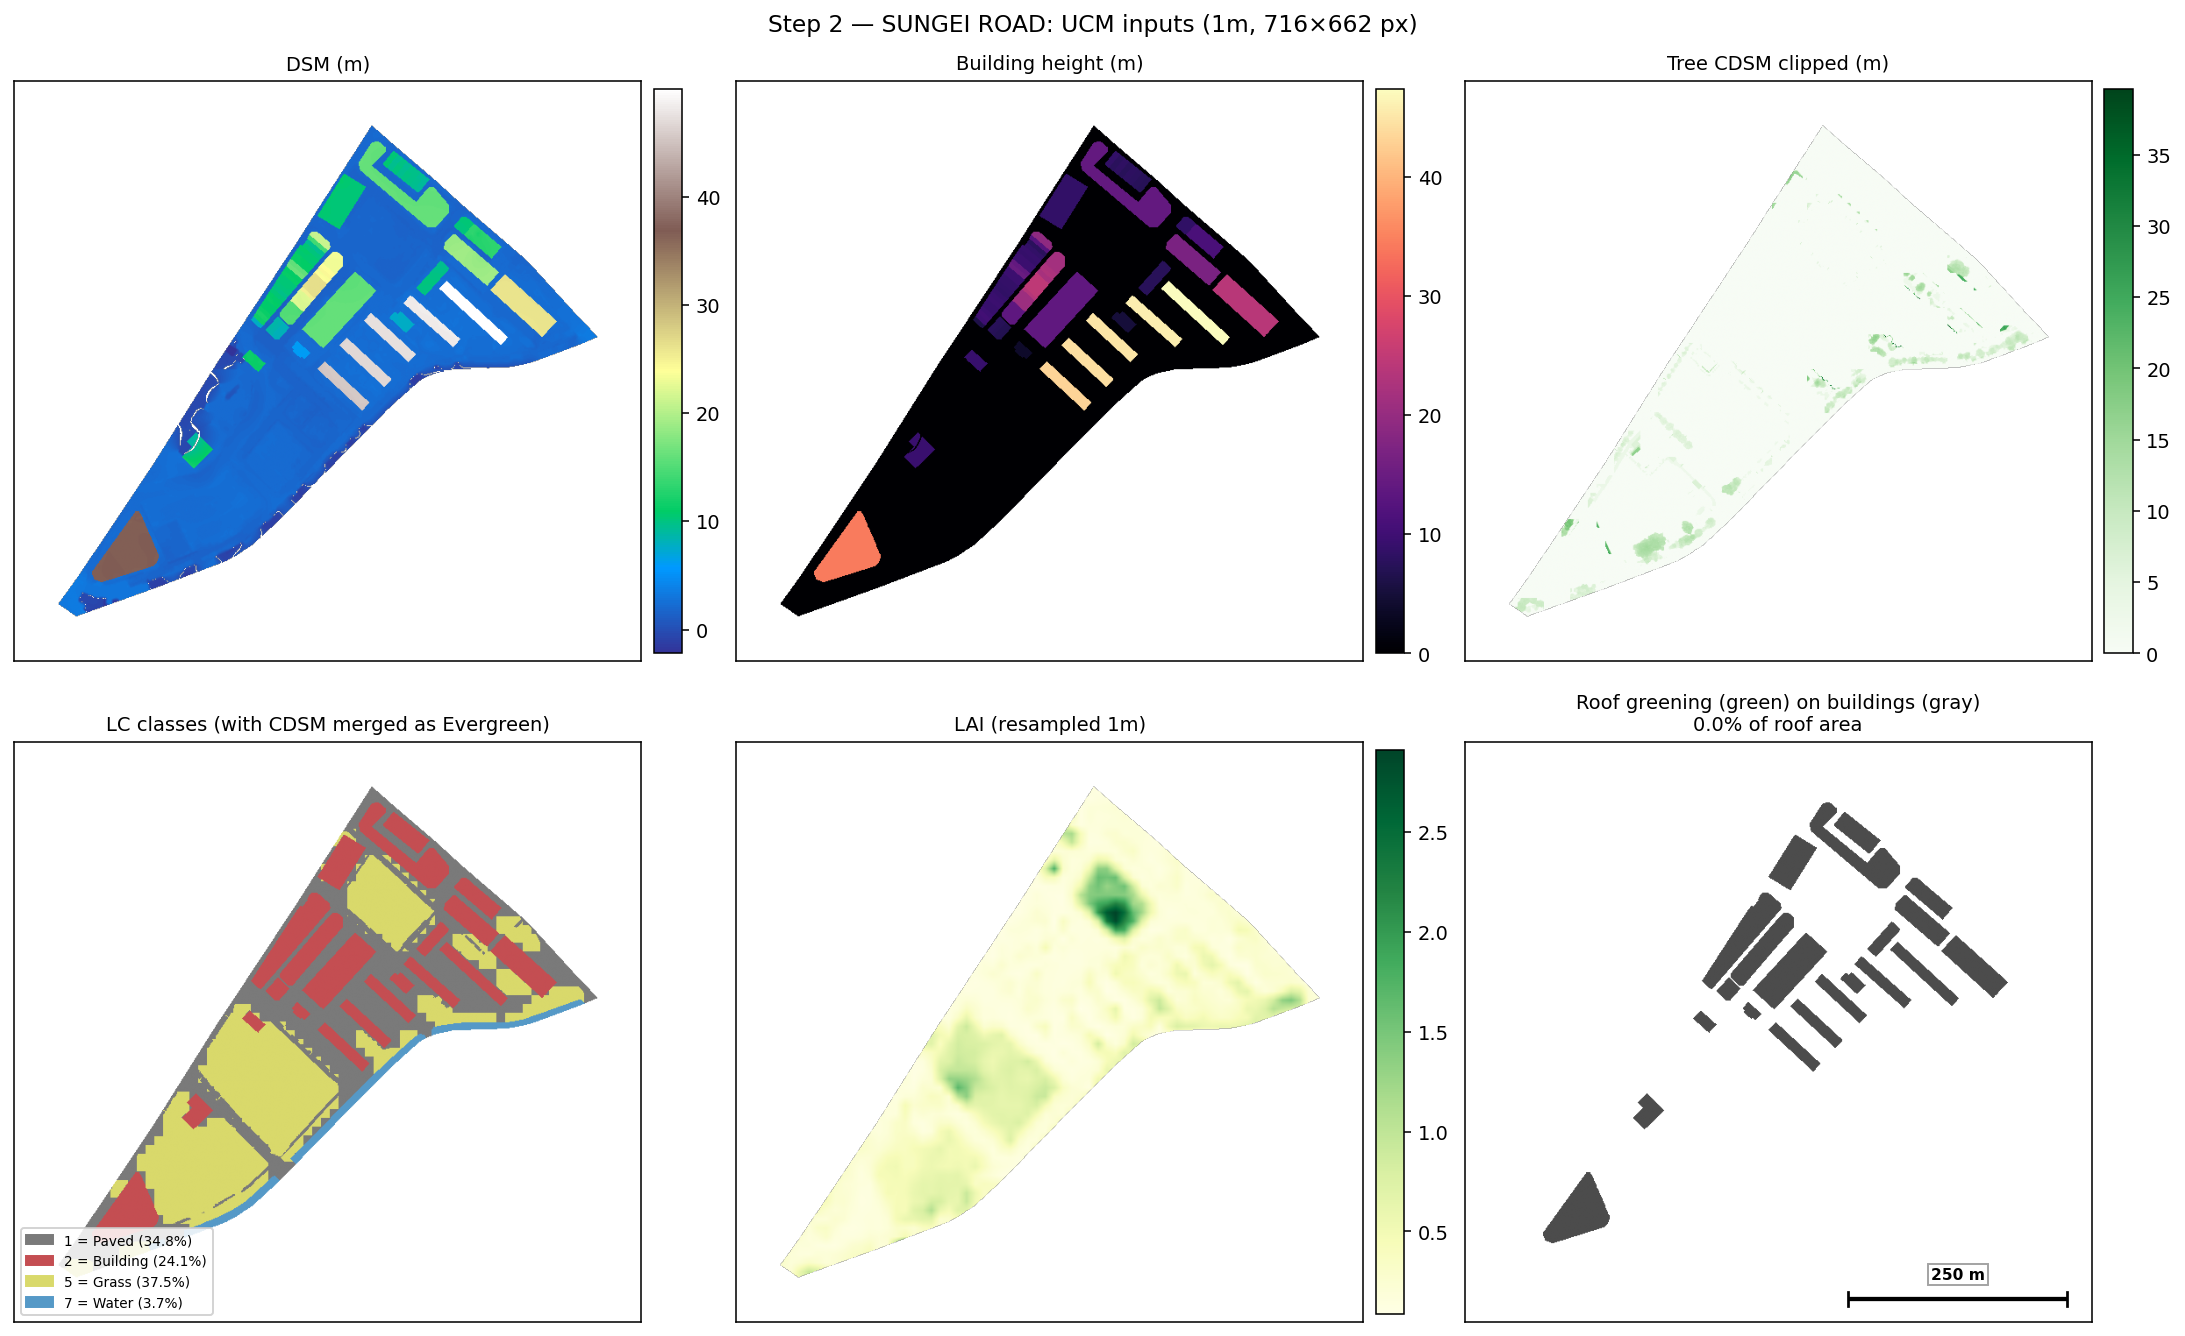 Step 2 — SUNGEI ROAD: UCM inputs (1m, 716×662 px)
DSM (m)
40
30
20
10
0
Building height (m)
40
30
20
10
0
Tree CDSM clipped (m)
35
30
25
20
15
10
5
0
LC classes (with CDSM merged as Evergreen)
1 = Paved (34.8%)
2 = Building (24.1%)
5 = Grass (37.5%)
7 = Water (3.7%)
LAI (resampled 1m)
2.5
2.0
1.5
1.0
0.5
Roof greening (green) on buildings (gray)
0.0% of roof area
250 m